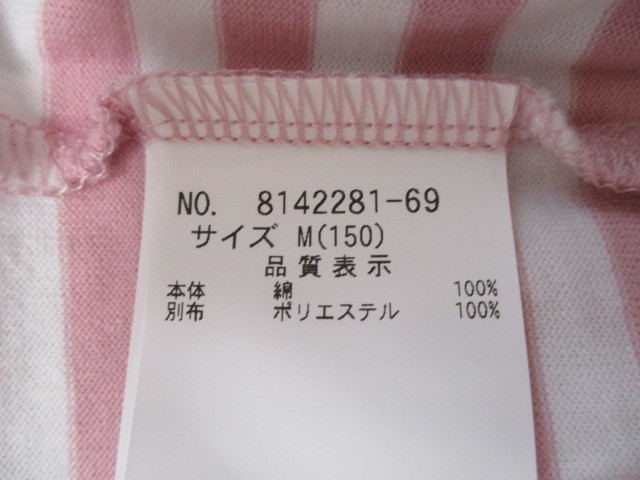 NO. 8142281-69
サイズ M(150)
品質表示
本体 綿 100%
別布 ポリエステル 100%